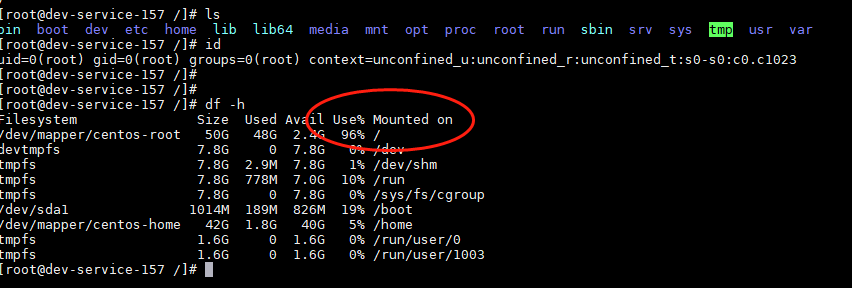 [root@dev-service-157 /]# ls
bin boot dev etc home lib lib64 media mnt opt proc root run sbin srv sys tmp usr var
[root@dev-service-157 /]# id
uid=0(root) gid=0(root) groups=0(root) context=unconfined_u:unconfined_r:unconfined_t:s0-s0:c0.c1023
[root@dev-service-157 /]#
[root@dev-service-157 /]#
[root@dev-service-157 /]# df -h
Filesystem Size Used Avail Use% Mounted on
/dev/mapper/centos-root 50G 48G 2.4G 96% /
devtmpfs 7.8G 0 7.8G 0% /dev
tmpfs 7.8G 2.9M 7.8G 1% /dev/shm
tmpfs 7.8G 778M 7.0G 10% /run
tmpfs 7.8G 0 7.8G 0% /sys/fs/cgroup
/dev/sda1 1014M 189M 826M 19% /boot
/dev/mapper/centos-home 42G 1.8G 40G 5% /home
tmpfs 1.6G 0 1.6G 0% /run/user/0
tmpfs 1.6G 0 1.6G 0% /run/user/1003
[root@dev-service-157 /]#